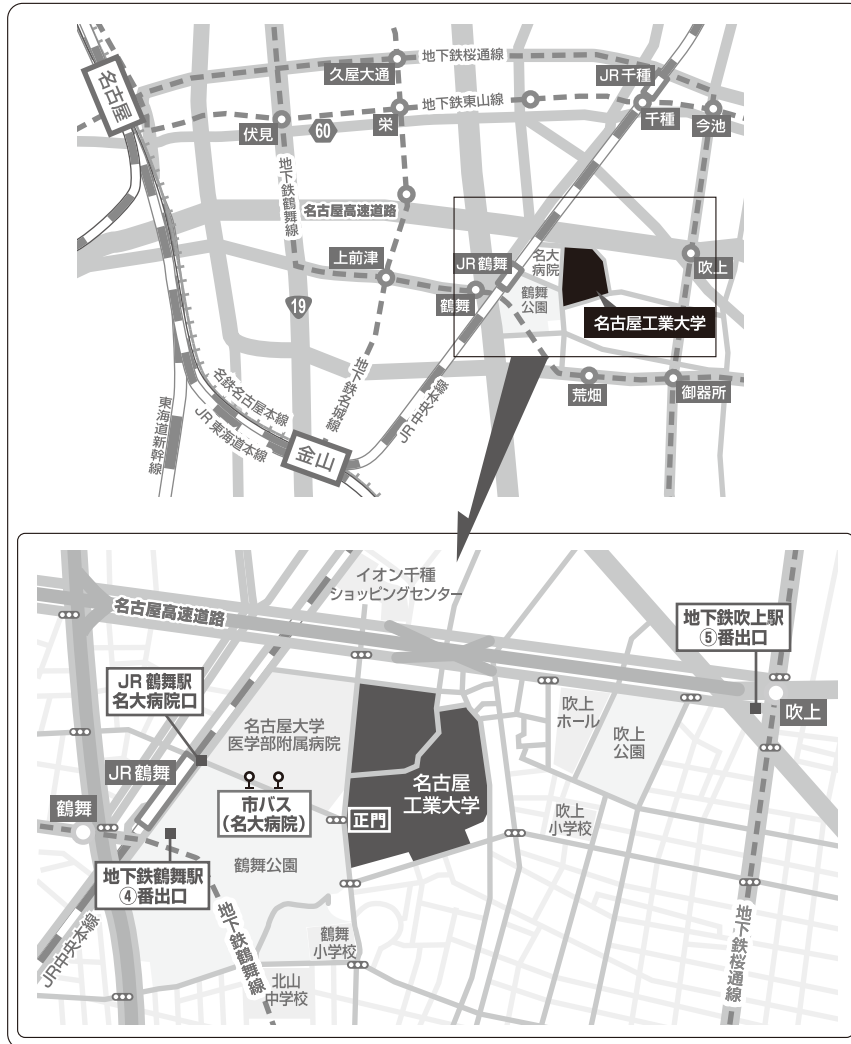 地下鉄桜通線
久屋大通
JR千種
名古屋
地下鉄東山線
伏見
60
栄
千種
今池
地下鉄鶴舞線
名古屋高速道路
上前津
JR鶴舞
名大
病院
吹上
鶴舞
鶴舞
公園
19
名古屋工業大学
地下鉄名城線
JR中央本線
荒畑
御器所
名鉄名古屋本線
東海道新幹線
JR東海道本線
金山
イオン千種
ショッピングセンター
名古屋高速道路
地下鉄吹上駅
⑤番出口
JR鶴舞駅
名大病院口
名古屋大学
医学部附属病院
吹上
ホール
吹上
公園
吹上
JR鶴舞
名古屋
工業大学
鶴舞
市バス
(名大病院)
正門
吹上
小学校
地下鉄鶴舞駅
④番出口
鶴舞公園
地下鉄鶴舞線
鶴舞
小学校
地下鉄桜通線
JR中央本線
北山
中学校